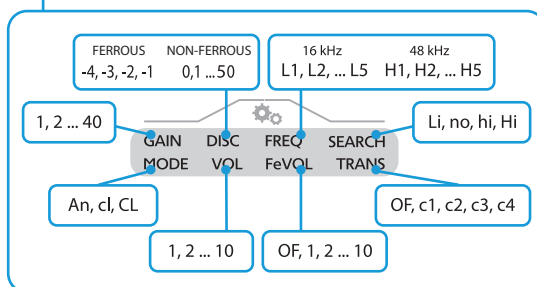 FERROUS NON-FERROUS
-4, -3, -2, -1 0,1 ...50
16 kHz 48 kHz
L1, L2, ... L5 H1, H2, ... H5
1, 2 ... 40
Li, no, hi, Hi
GAIN DISC FREQ SEARCH
MODE VOL FeVOL TRANS
An, cl, CL
OF, c1, c2, c3, c4
1, 2 ... 10
OF, 1, 2 ... 10